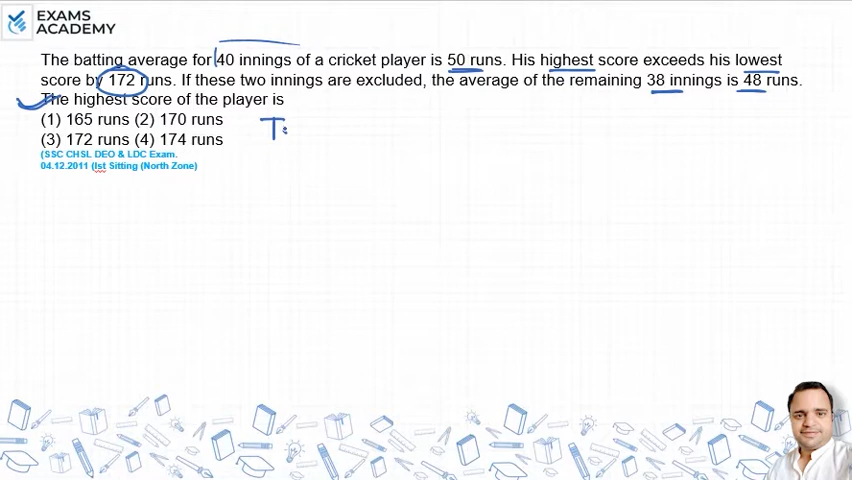 EXAMS
ACADEMY
The batting average for 40 innings of a cricket player is 50 runs. His highest score exceeds his lowest
score by 172 runs. If these two innings are excluded, the average of the remaining 38 innings is 48 runs.
The highest score of the player is
(1) 165 runs (2) 170 runs
(3) 172 runs (4) 174 runs
(SSC CHSL DEO & LDC Exam.
04.12.2011 (Ist Sitting (North Zone)